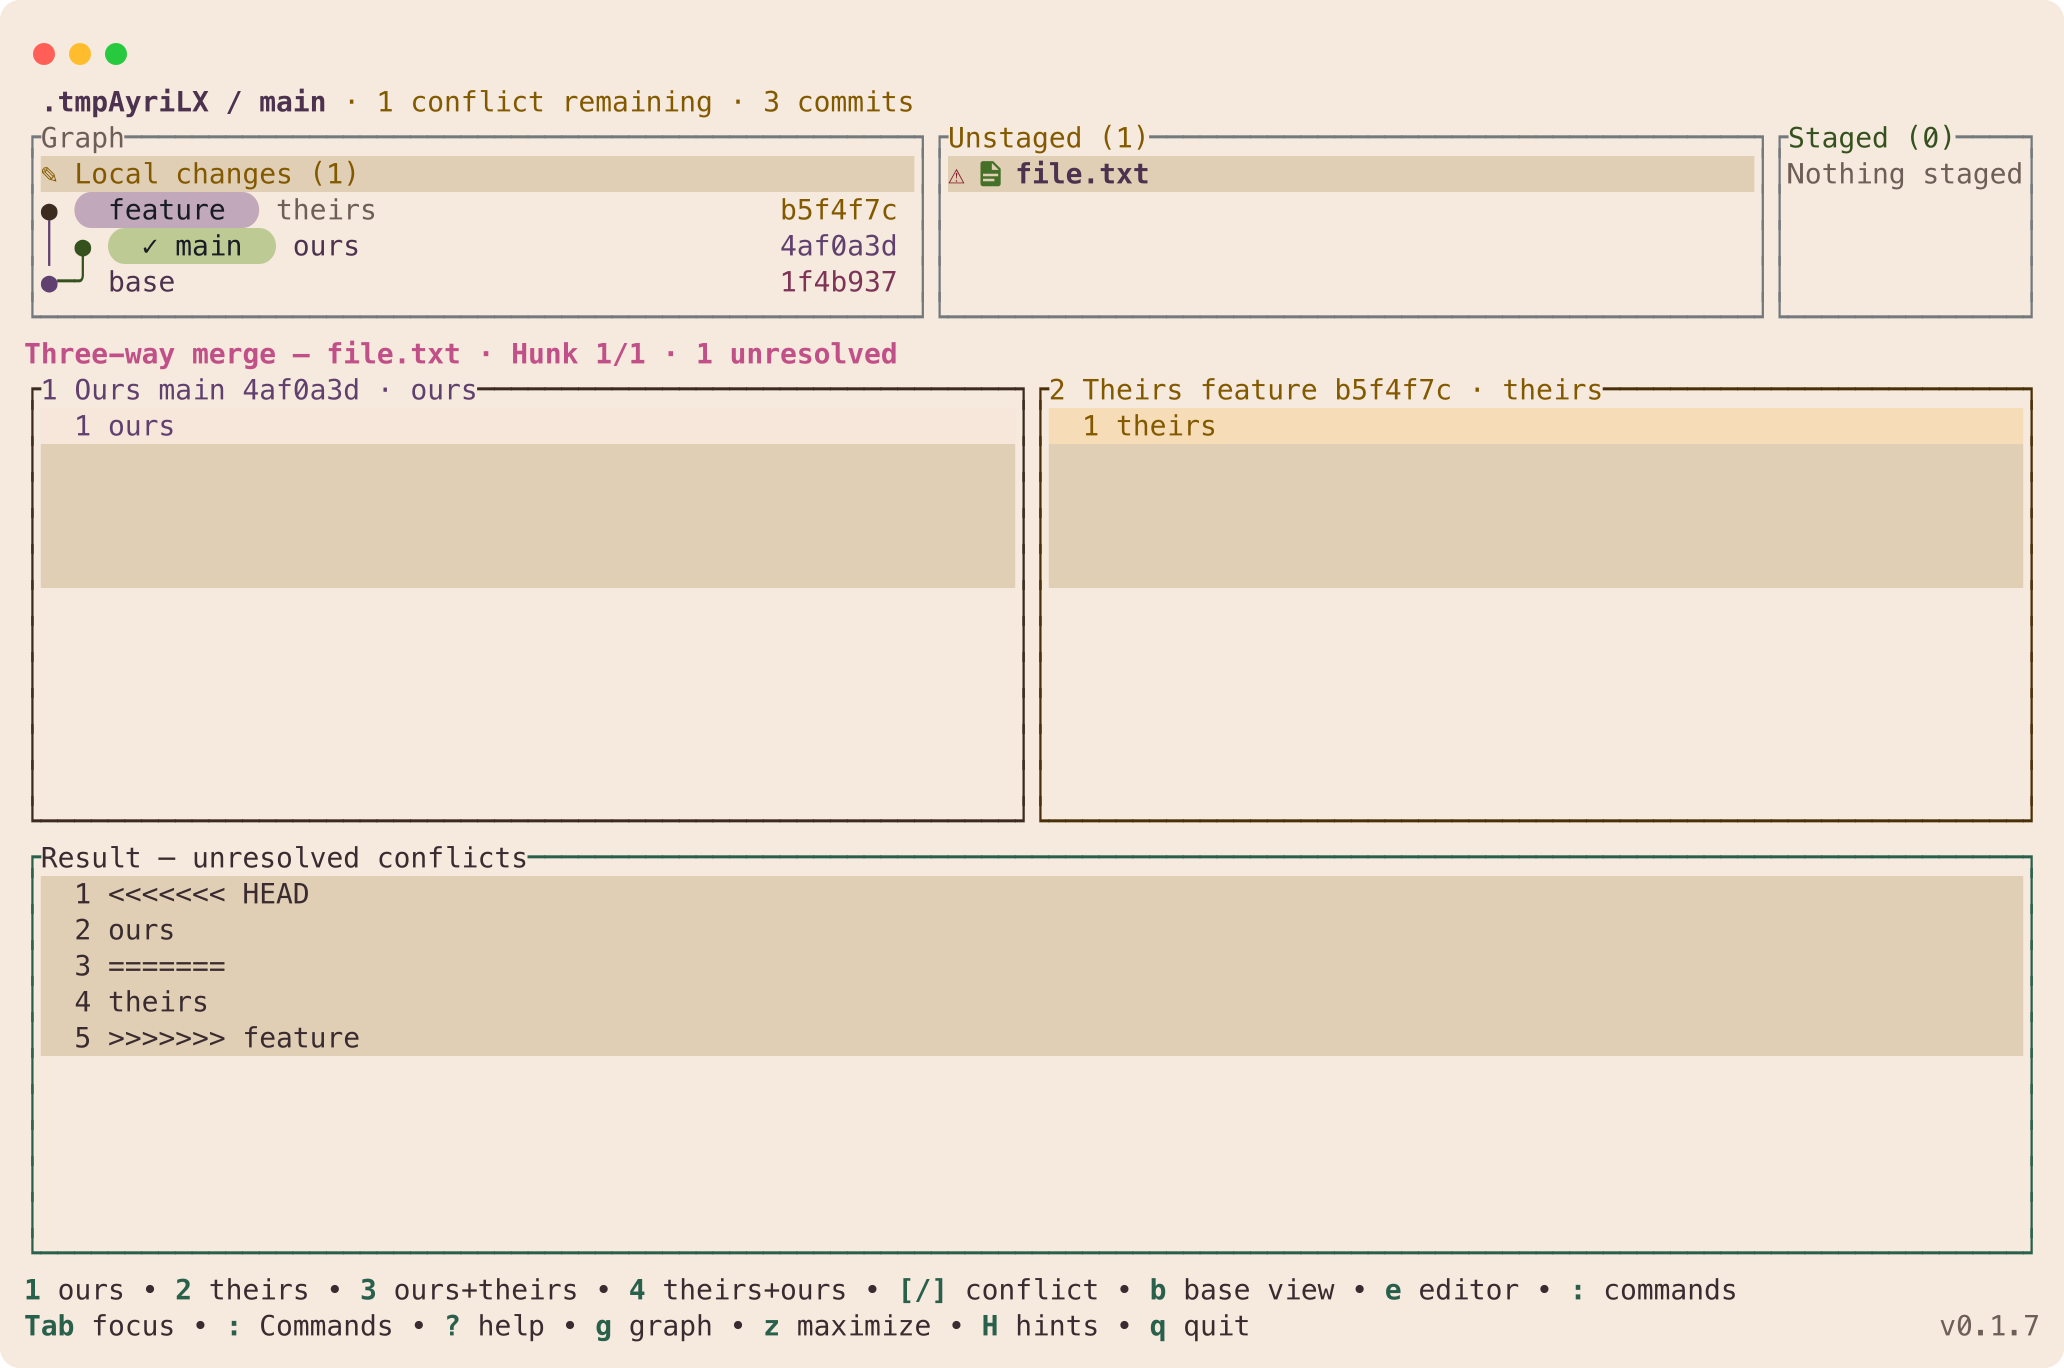 .tmpAyriLX / main · 1 conflict remaining · 3 commits
Graph
✎ Local changes (1)
feature theirs b5f4f7c
✓ main ours 4af0a3d
base 1f4b937
Unstaged (1)
⚠ file.txt
Staged (0)
Nothing staged
Three-way merge — file.txt · Hunk 1/1 · 1 unresolved
1 Ours main 4af0a3d · ours
1 ours
2 Theirs feature b5f4f7c · theirs
1 theirs
Result — unresolved conflicts
1 <<<<<<< HEAD
2 ours
3 =======
4 theirs
5 >>>>>>> feature
1 ours • 2 theirs • 3 ours+theirs • 4 theirs+ours • [/] conflict • b base view • e editor • : commands
Tab focus • : Commands • ? help • g graph • z maximize • H hints • q quit
v0.1.7